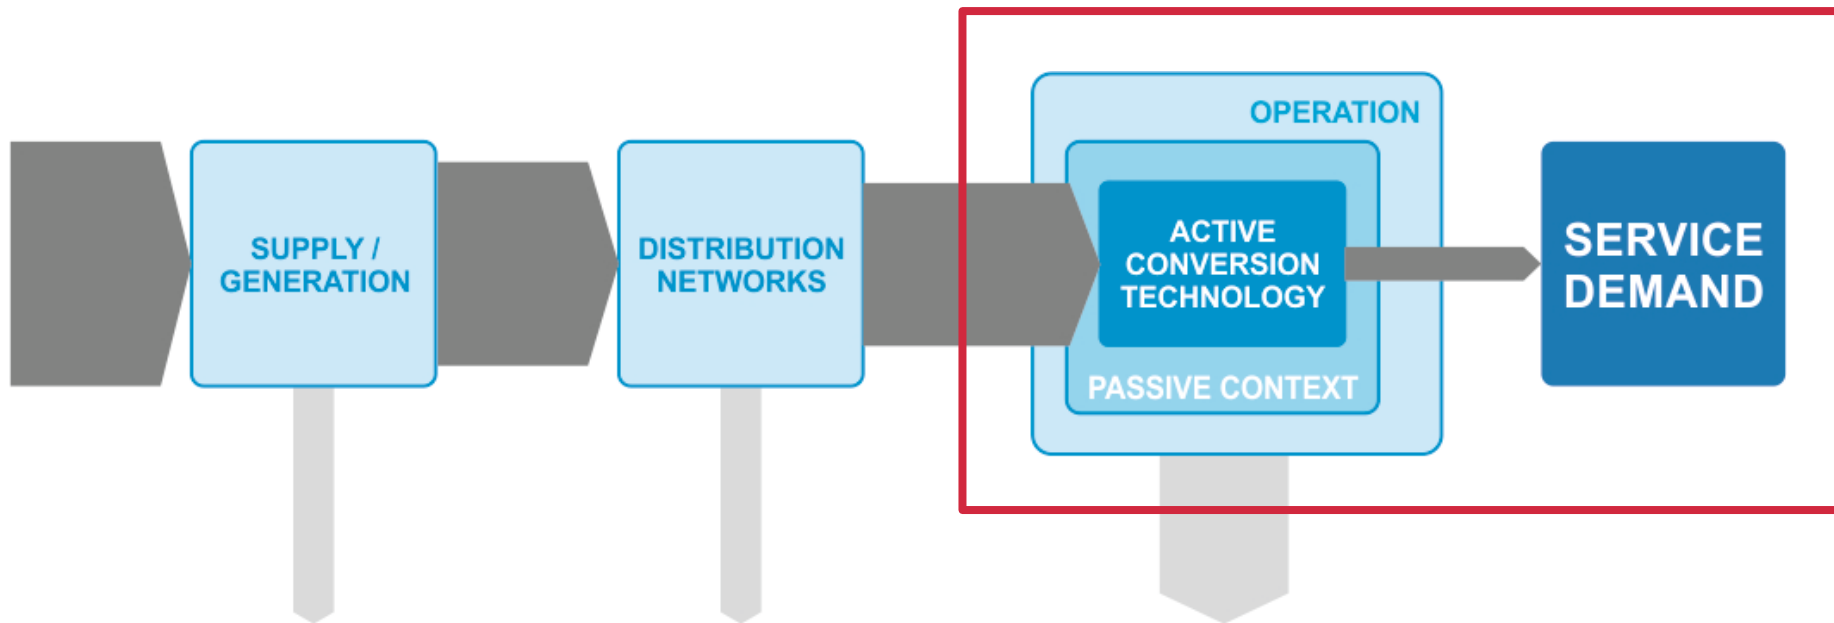 SUPPLY /
GENERATION
DISTRIBUTION
NETWORKS
OPERATION
ACTIVE
CONVERSION
TECHNOLOGY
PASSIVE CONTEXT
SERVICE
DEMAND